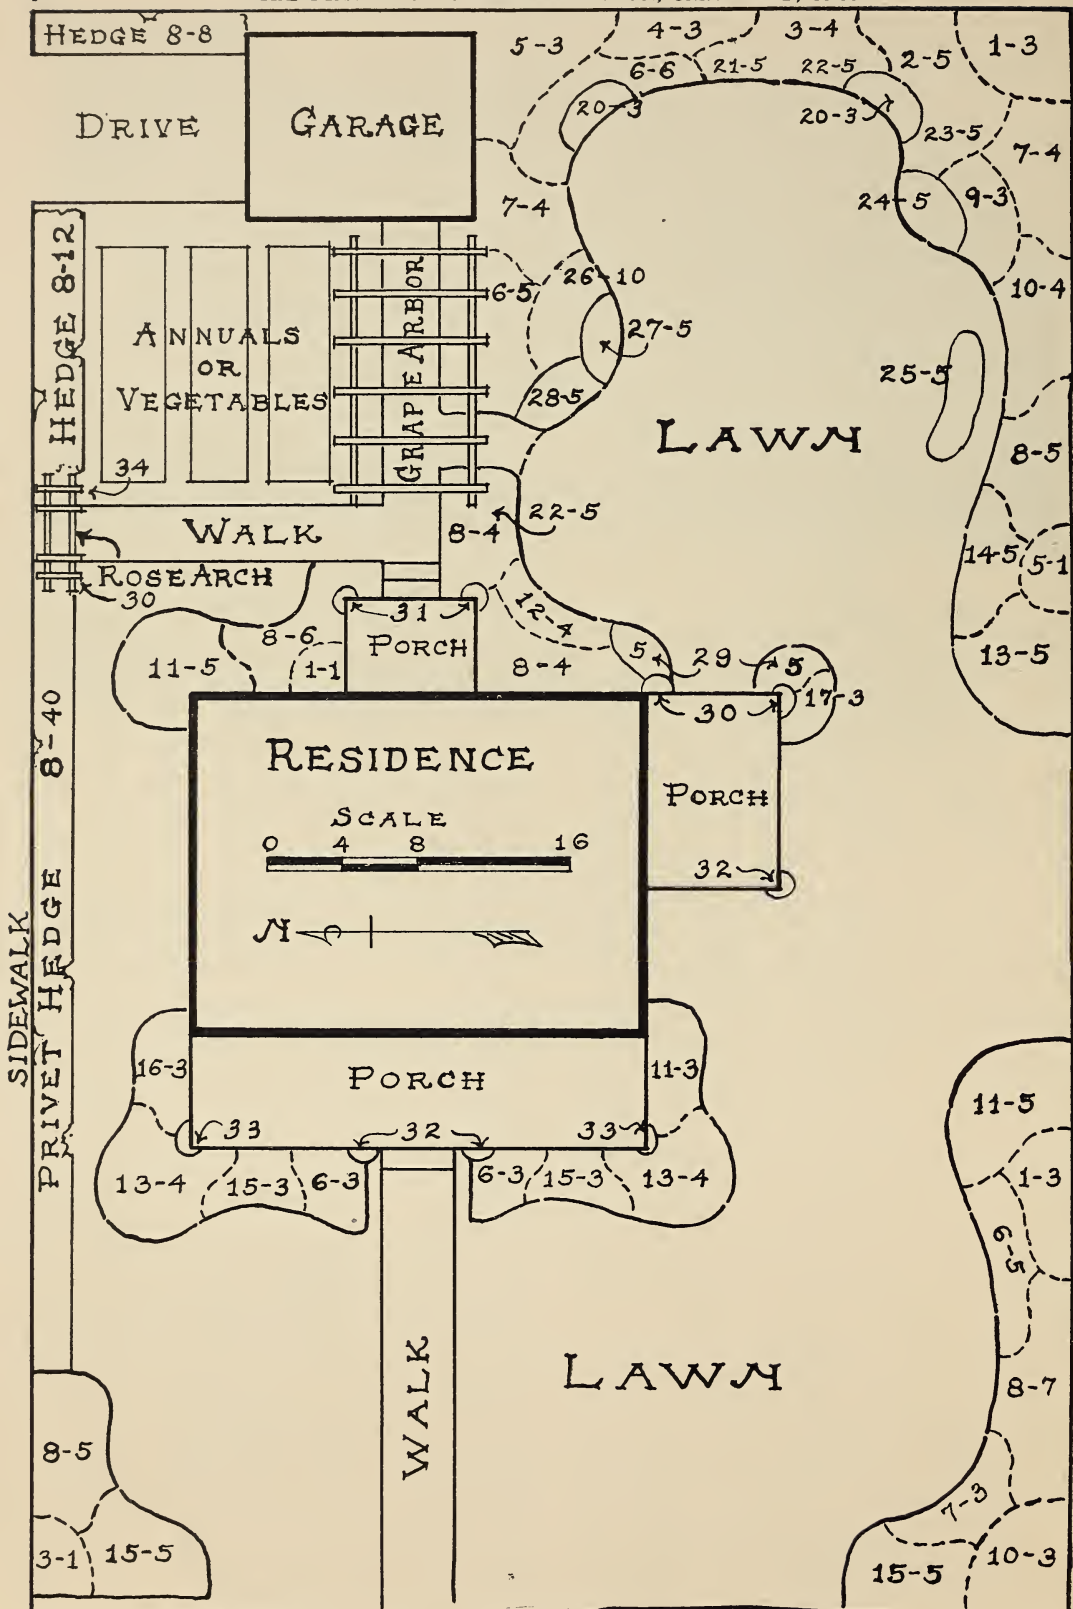 HEDGE 8-8
5-3
4-3
3-4
2-5
1-3
6-6
21-5
22-5
20-3
20-3
23-5
DRIVE
GARAGE
7-4
7-4
24-5
9-3
HEDGE 8-12
6-5
26-10
10-4
ANNUALS
OR
VEGETABLES
GRAPE ARBOR
27-5
28-5
25-5
LAWN
8-5
34
WALK
8-4
22-5
14-5
5-1
ROSE ARCH
30
31
12-4
8-6
PORCH
5
29
5
11-5
1-1
8-4
13-5
30
17-3
RESIDENCE
PORCH
SCALE
0 4 8 16
32
N
SIDEWALK
PRIVET HEDGE 8-40
16-3
PORCH
11-3
33
32
33
13-4
15-3
6-3
6-3
15-3
13-4
11-5
1-3
6-5
WALK
LAWN
8-7
8-5
7-3
3-1
15-5
15-5
10-3